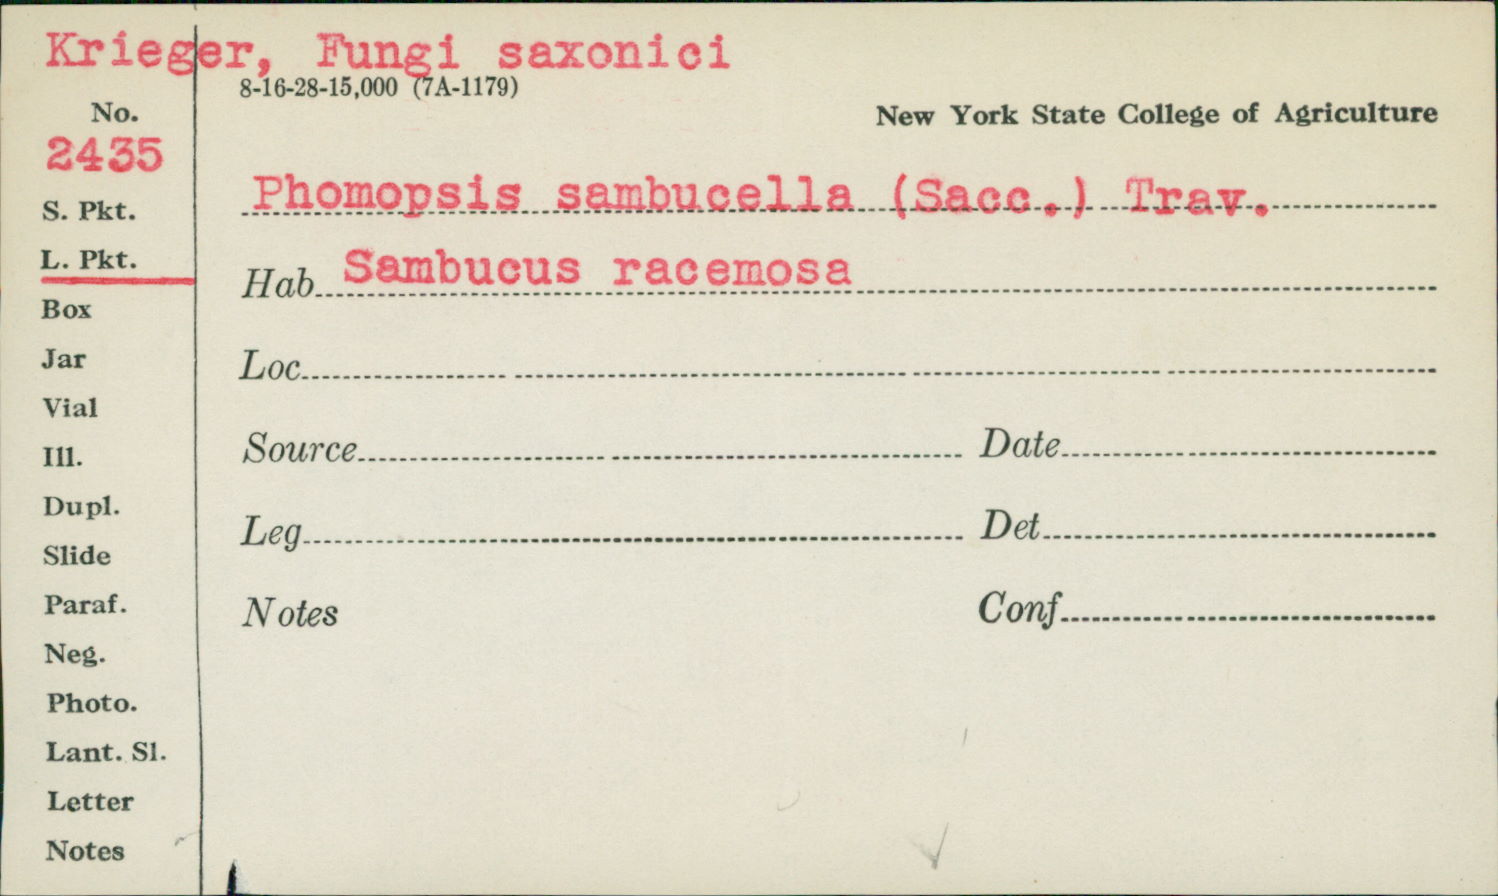 Krieger, Fungi saxonici
8-16-28-15,000 (7A-1179)
No.
New York State College of Agriculture
2435
Phomopsis sambucella (Sacc.) Trav.
S. Pkt.
L. Pkt.
Hab Sambucus racemosa
Box
Jar
Loc
Vial
Ill.
Source Date
Dupl.
Leg Det
Slide
Paraf.
Notes Conf
Neg.
Photo.
Lant. Sl.
Letter
Notes